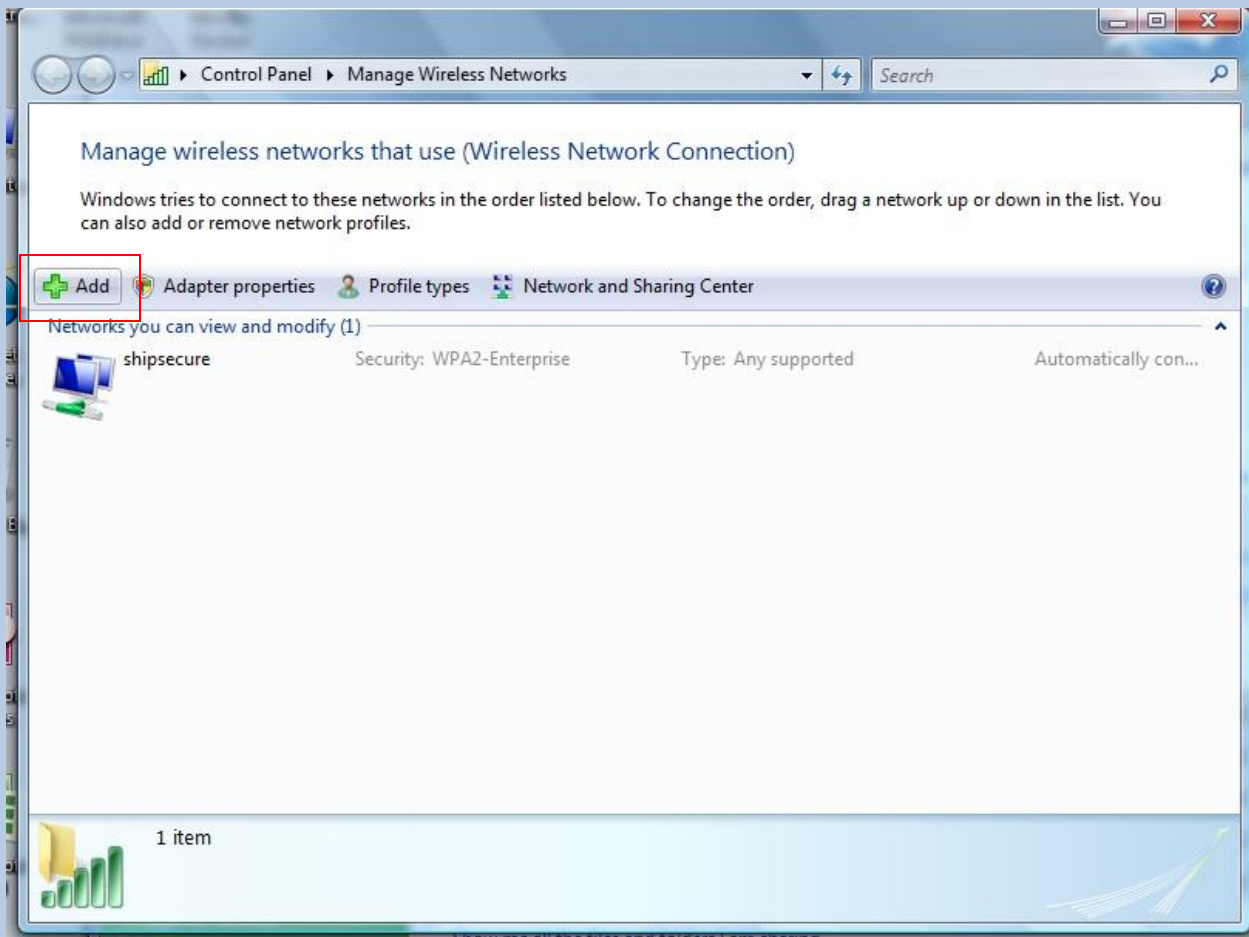 Control Panel Manage Wireless Networks Search
Manage wireless networks that use (Wireless Network Connection)
Windows tries to connect to these networks in the order listed below. To change the order, drag a network up or down in the list. You
can also add or remove network profiles.
Add Adapter properties Profile types Network and Sharing Center
Networks you can view and modify (1)
shipsecure Security: WPA2-Enterprise Type: Any supported Automatically con...
1 item